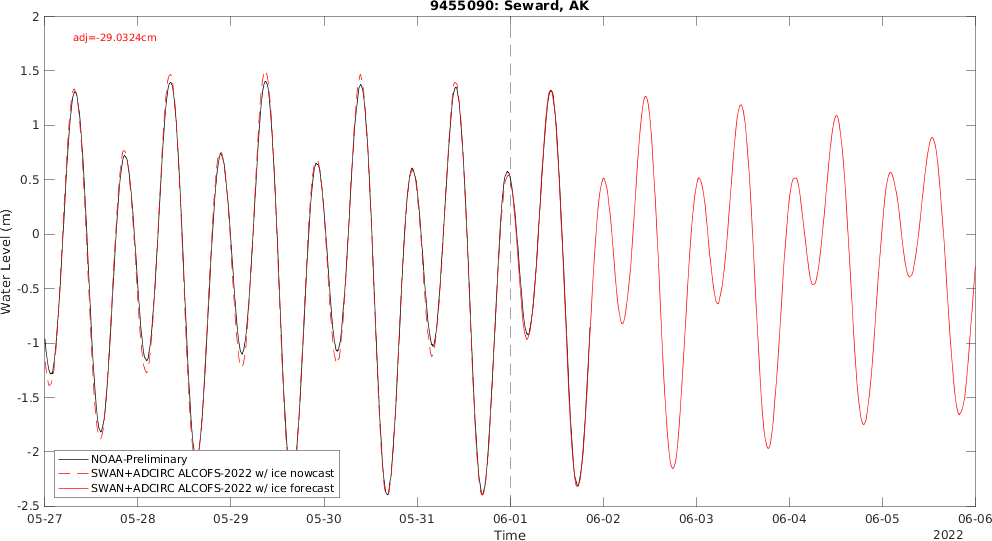 9455090: Seward, AK
adj=-29.0324cm
Water Level (m)
2
1.5
1
0.5
0
-0.5
-1
-1.5
-2
-2.5
NOAA-Preliminary
SWAN+ADCIRC ALCOFS-2022 w/ ice nowcast
SWAN+ADCIRC ALCOFS-2022 w/ ice forecast
05-27 05-28 05-29 05-30 05-31 06-01 06-02 06-03 06-04 06-05 06-06
Time
2022